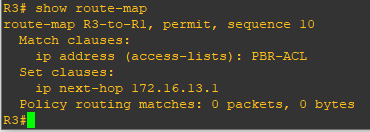 R3# show route-map
route-map R3-to-R1, permit, sequence 10
  Match clauses:
    ip address (access-lists): PBR-ACL
  Set clauses:
    ip next-hop 172.16.13.1
  Policy routing matches: 0 packets, 0 bytes
R3#